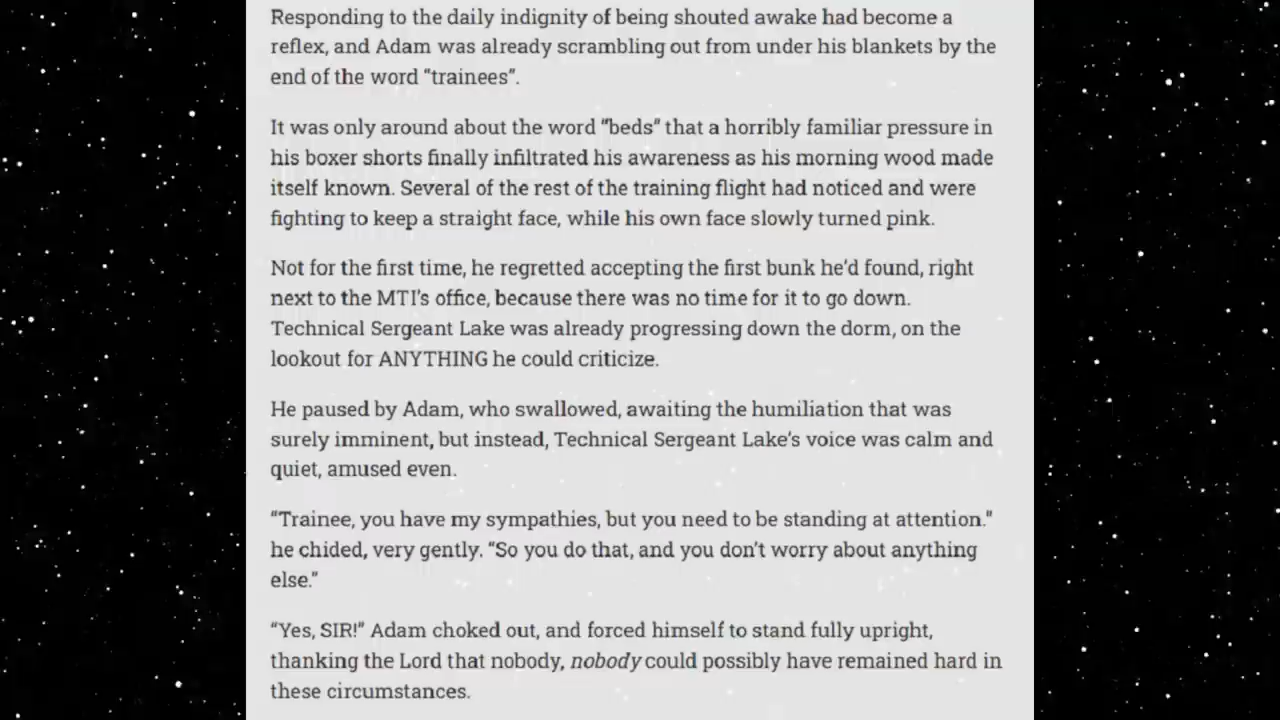 Responding to the daily indignity of being shouted awake had become a
reflex, and Adam was already scrambling out from under his blankets by the
end of the word “trainees”.
It was only around about the word “beds” that a horribly familiar pressure in
his boxer shorts finally infiltrated his awareness as his morning wood made
itself known. Several of the rest of the training flight had noticed and were
fighting to keep a straight face, while his own face slowly turned pink.
Not for the first time, he regretted accepting the first bunk he’d found, right
next to the MTI’s office, because there was no time for it to go down.
Technical Sergeant Lake was already progressing down the dorm, on the
lookout for ANYTHING he could criticize.
He paused by Adam, who swallowed, awaiting the humiliation that was
surely imminent, but instead, Technical Sergeant Lake’s voice was calm and
quiet, amused even.
“Trainee, you have my sympathies, but you need to be standing at attention.”
he chided, very gently. “So you do that, and you don’t worry about anything
else.”
“Yes, SIR!” Adam choked out, and forced himself to stand fully upright,
thanking the Lord that nobody, nobody could possibly have remained hard in
these circumstances.